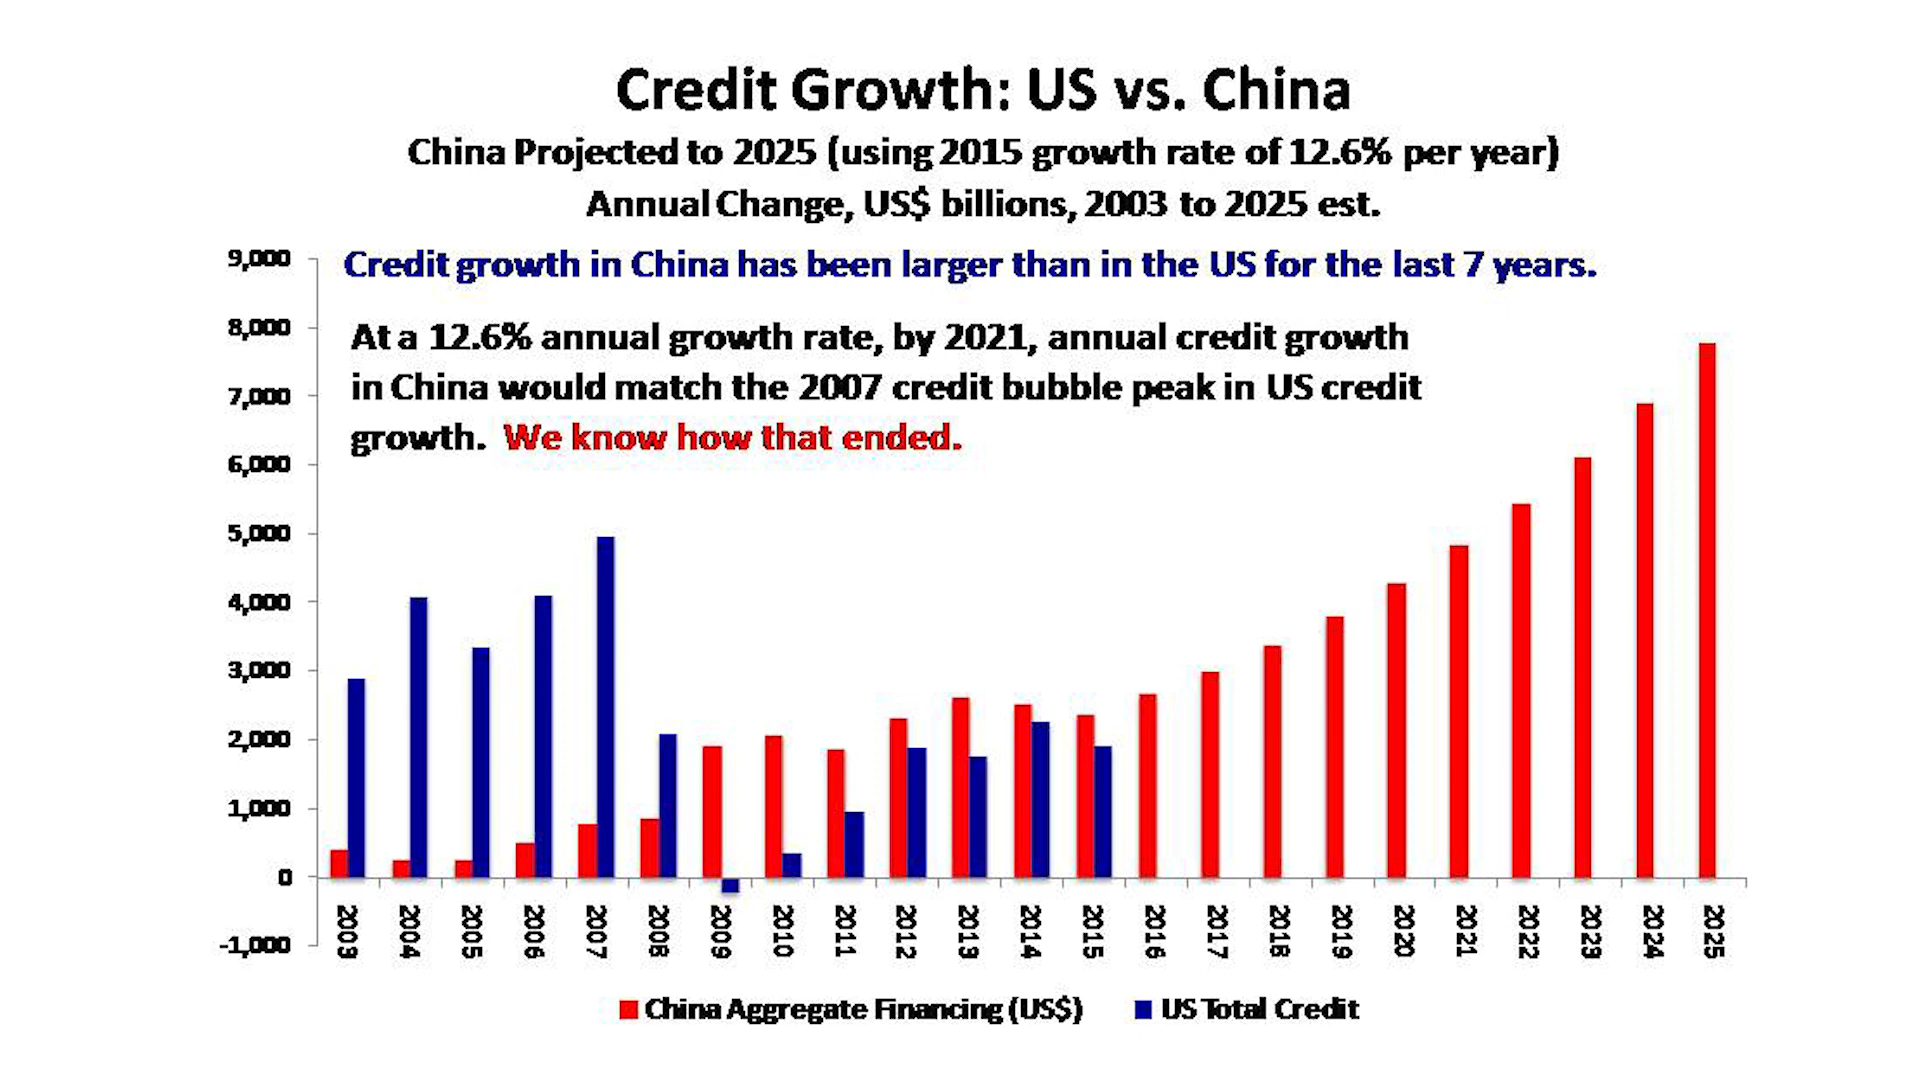 Credit Growth: US vs. China
China Projected to 2025 (using 2015 growth rate of 12.6% per year)
Annual Change, US$ billions, 2003 to 2025 est.
Credit growth in China has been larger than in the US for the last 7 years.
At a 12.6% annual growth rate, by 2021, annual credit growth
in China would match the 2007 credit bubble peak in US credit
growth. We know how that ended.
9,000
8,000
7,000
6,000
5,000
4,000
3,000
2,000
1,000
0
-1,000
2003 2004 2005 2006 2007 2008 2009 2010 2011 2012 2013 2014 2015 2016 2017 2018 2019 2020 2021 2022 2023 2024 2025
China Aggregate Financing (US$) US Total Credit